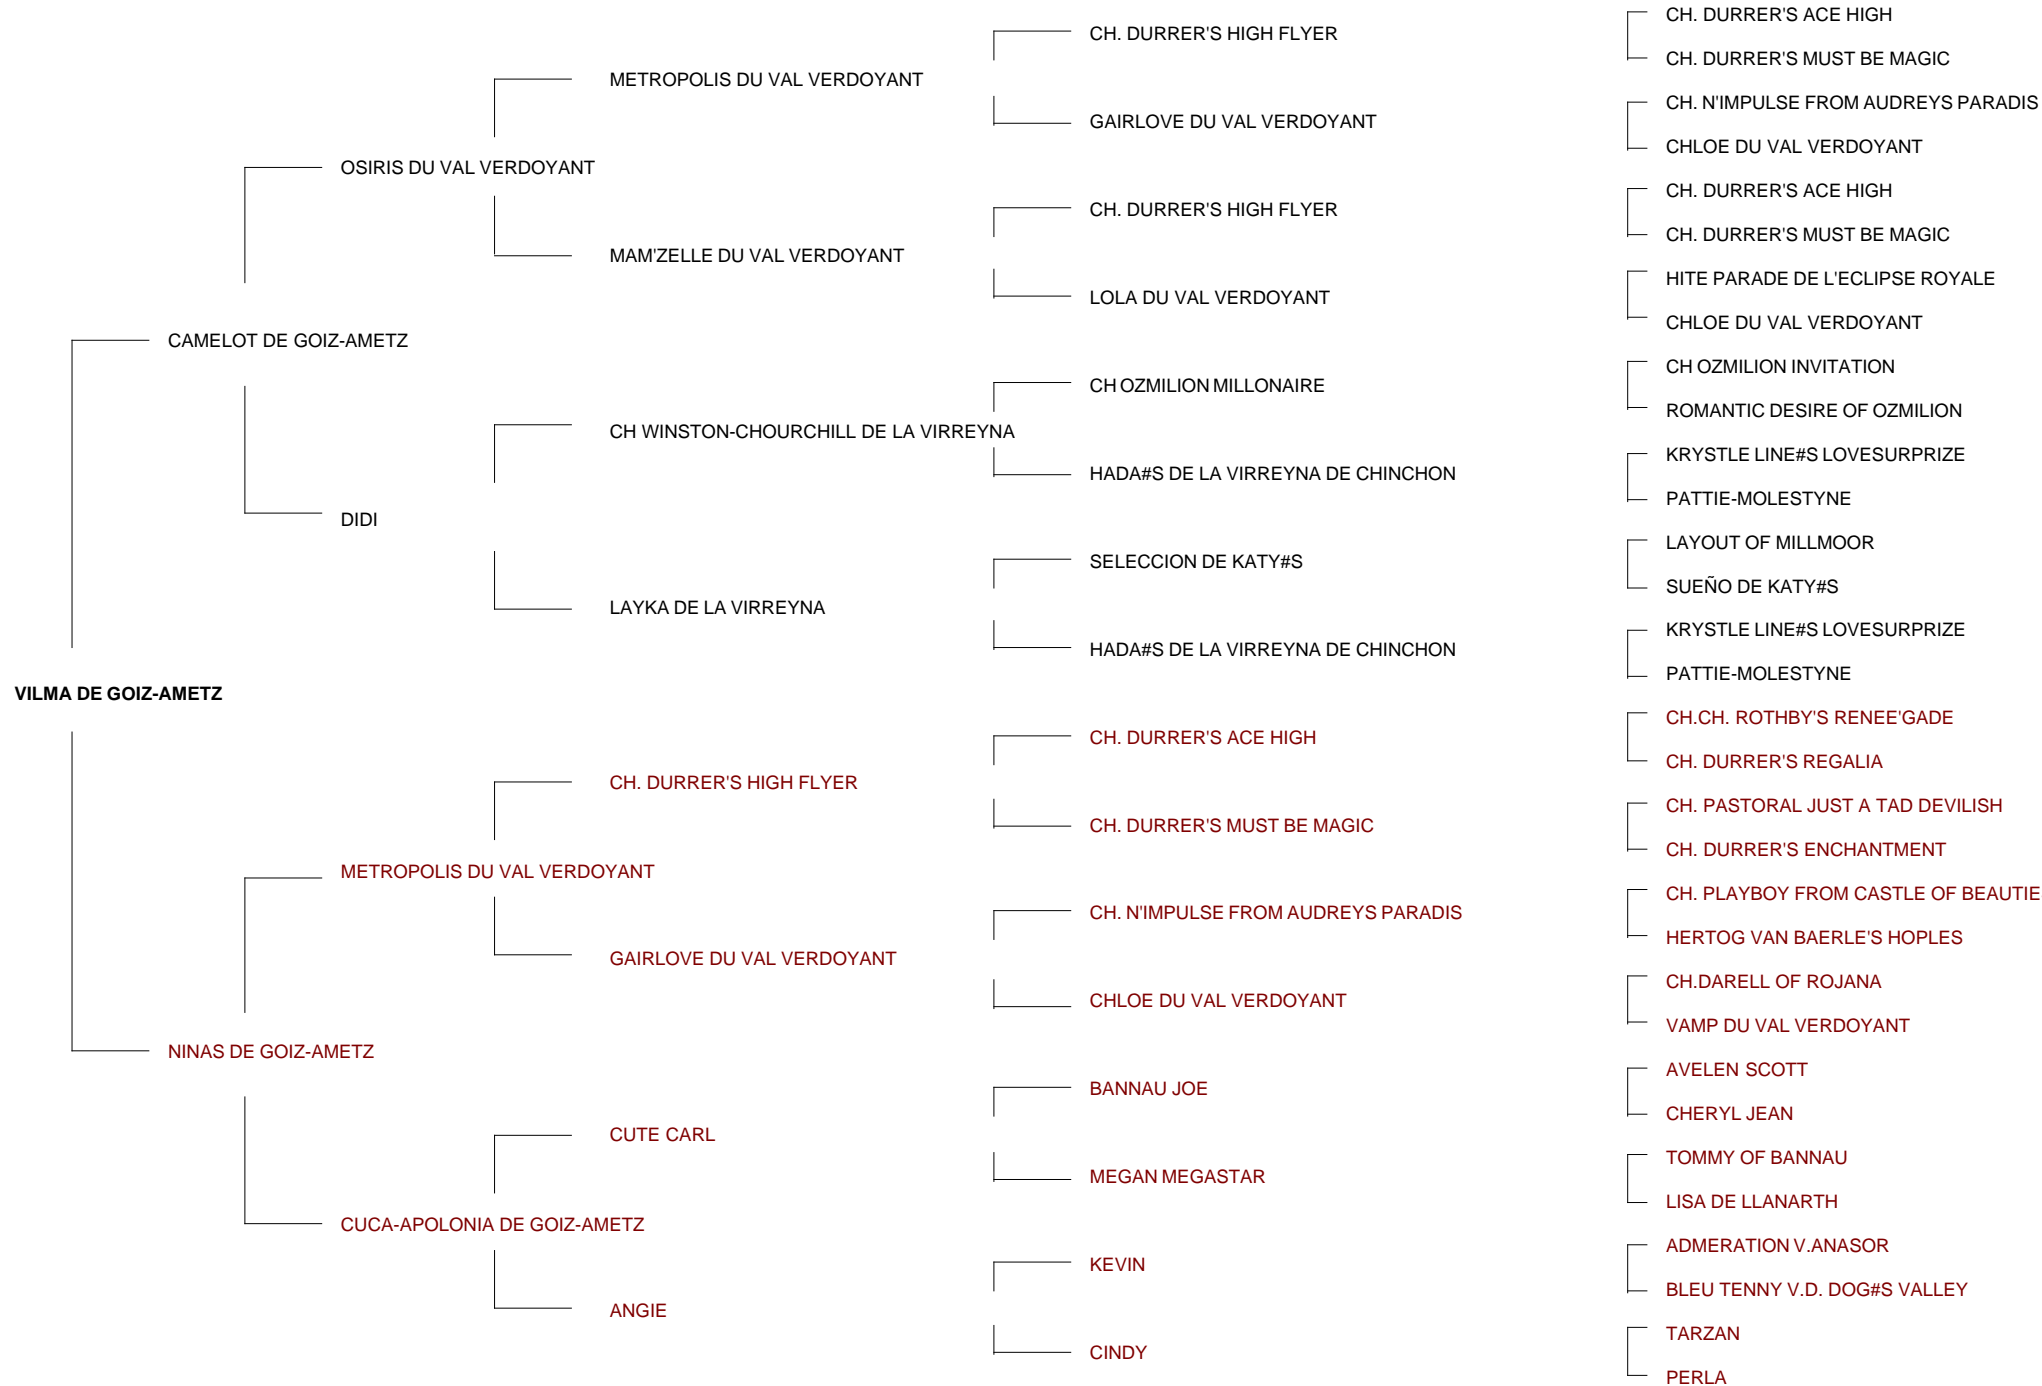 CH. DURRER'S ACE HIGH
CH. DURRER'S HIGH FLYER
CH. DURRER'S MUST BE MAGIC
METROPOLIS DU VAL VERDOYANT
CH. N'IMPULSE FROM AUDREYS PARADIS
GAIRLOVE DU VAL VERDOYANT
CHLOE DU VAL VERDOYANT
OSIRIS DU VAL VERDOYANT
CH. DURRER'S ACE HIGH
CH. DURRER'S HIGH FLYER
CH. DURRER'S MUST BE MAGIC
MAM'ZELLE DU VAL VERDOYANT
HITE PARADE DE L'ECLIPSE ROYALE
LOLA DU VAL VERDOYANT
CHLOE DU VAL VERDOYANT
CAMELOT DE GOIZ-AMETZ
CH OZMILION INVITATION
CH OZMILION MILLONAIRE
ROMANTIC DESIRE OF OZMILION
CH WINSTON-CHOURCHILL DE LA VIRREYNA
KRYSTLE LINE#S LOVESURPRIZE
HADA#S DE LA VIRREYNA DE CHINCHON
PATTIE-MOLESTYNE
DIDI
LAYOUT OF MILLMOOR
SELECCION DE KATY#S
SUEÑO DE KATY#S
LAYKA DE LA VIRREYNA
KRYSTLE LINE#S LOVESURPRIZE
HADA#S DE LA VIRREYNA DE CHINCHON
PATTIE-MOLESTYNE
VILMA DE GOIZ-AMETZ
CH.CH. ROTHBY'S RENEE'GADE
CH. DURRER'S ACE HIGH
CH. DURRER'S REGALIA
CH. DURRER'S HIGH FLYER
CH. PASTORAL JUST A TAD DEVILISH
CH. DURRER'S MUST BE MAGIC
CH. DURRER'S ENCHANTMENT
METROPOLIS DU VAL VERDOYANT
CH. PLAYBOY FROM CASTLE OF BEAUTIE
CH. N'IMPULSE FROM AUDREYS PARADIS
HERTOG VAN BAERLE'S HOPLES
GAIRLOVE DU VAL VERDOYANT
CH.DARELL OF ROJANA
CHLOE DU VAL VERDOYANT
VAMP DU VAL VERDOYANT
NINAS DE GOIZ-AMETZ
AVELEN SCOTT
BANNAU JOE
CHERYL JEAN
CUTE CARL
TOMMY OF BANNAU
MEGAN MEGASTAR
LISA DE LLANARTH
CUCA-APOLONIA DE GOIZ-AMETZ
ADMERATION V.ANASOR
KEVIN
BLEU TENNY V.D. DOG#S VALLEY
ANGIE
TARZAN
CINDY
PERLA